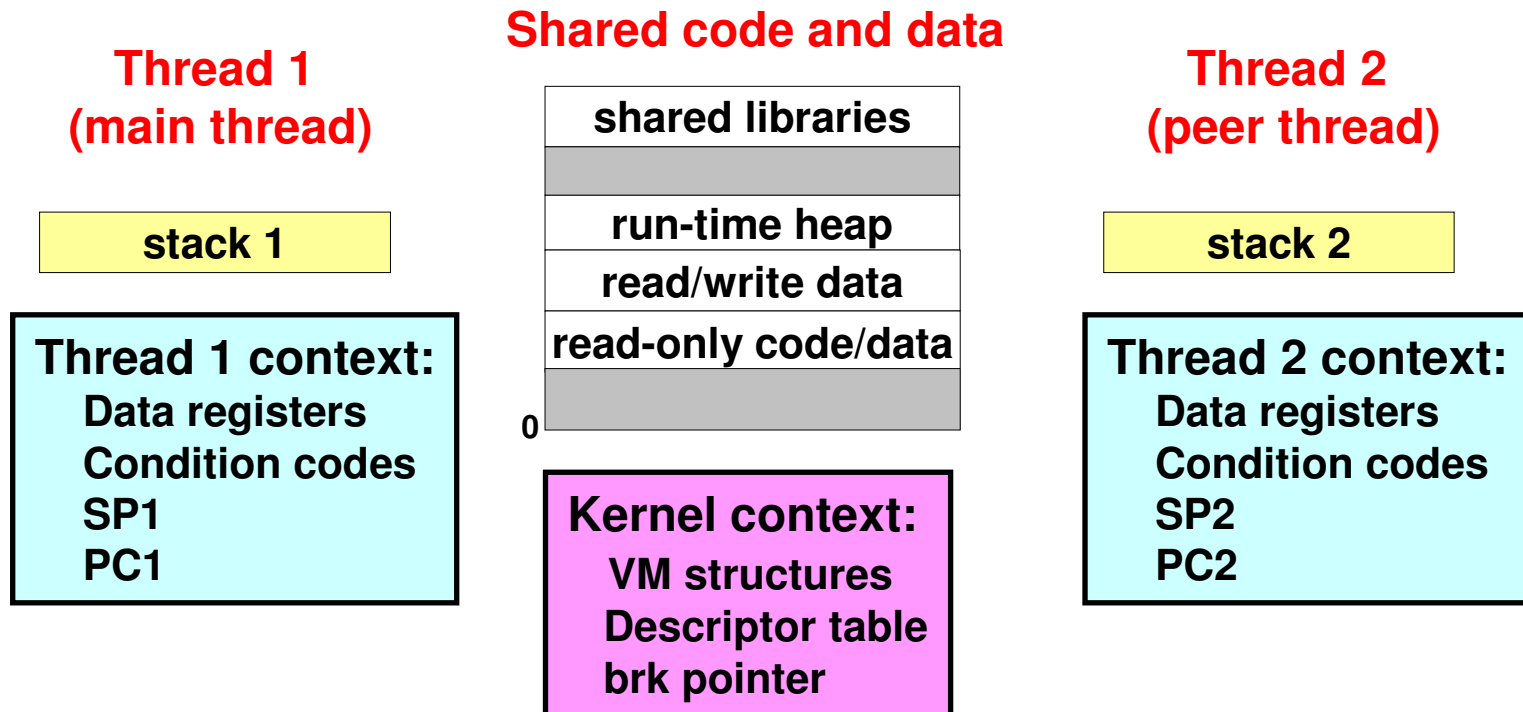 Shared code and data
Thread 1
(main thread)
stack 1
Thread 1 context:
Data registers
Condition codes
SP1
PC1
shared libraries
run-time heap
read/write data
read-only code/data
0
Kernel context:
VM structures
Descriptor table
brk pointer
Thread 2
(peer thread)
stack 2
Thread 2 context:
Data registers
Condition codes
SP2
PC2